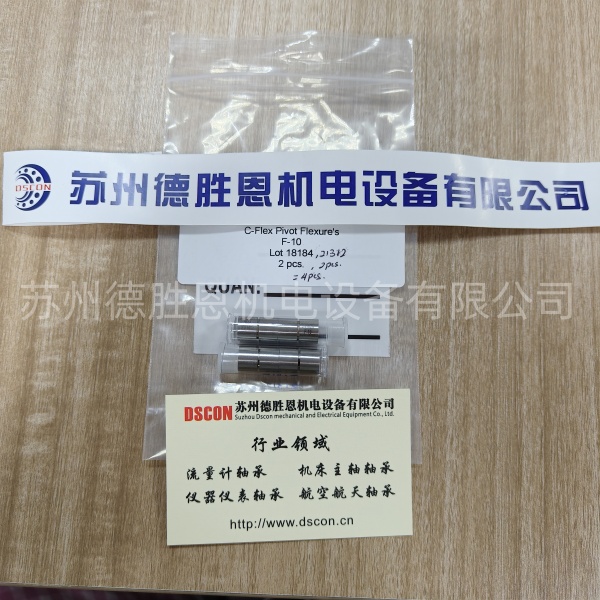 DSCON
苏州德胜恩机电设备有限公司
C-Flex Pivot Flexure's
F-10
Lot 18184, 21382
2 pcs. , 2pcs.
= 4pcs.
QUAN:
苏州德胜恩机电设备有限公司
DSCON 苏州德胜恩机电设备有限公司
Suzhou Dscon mechanical and Electrical Equipment Co., Ltd.
行业领域
流量计轴承 机床主轴轴承
仪器仪表轴承 航空航天轴承
http://www.dscon.cn